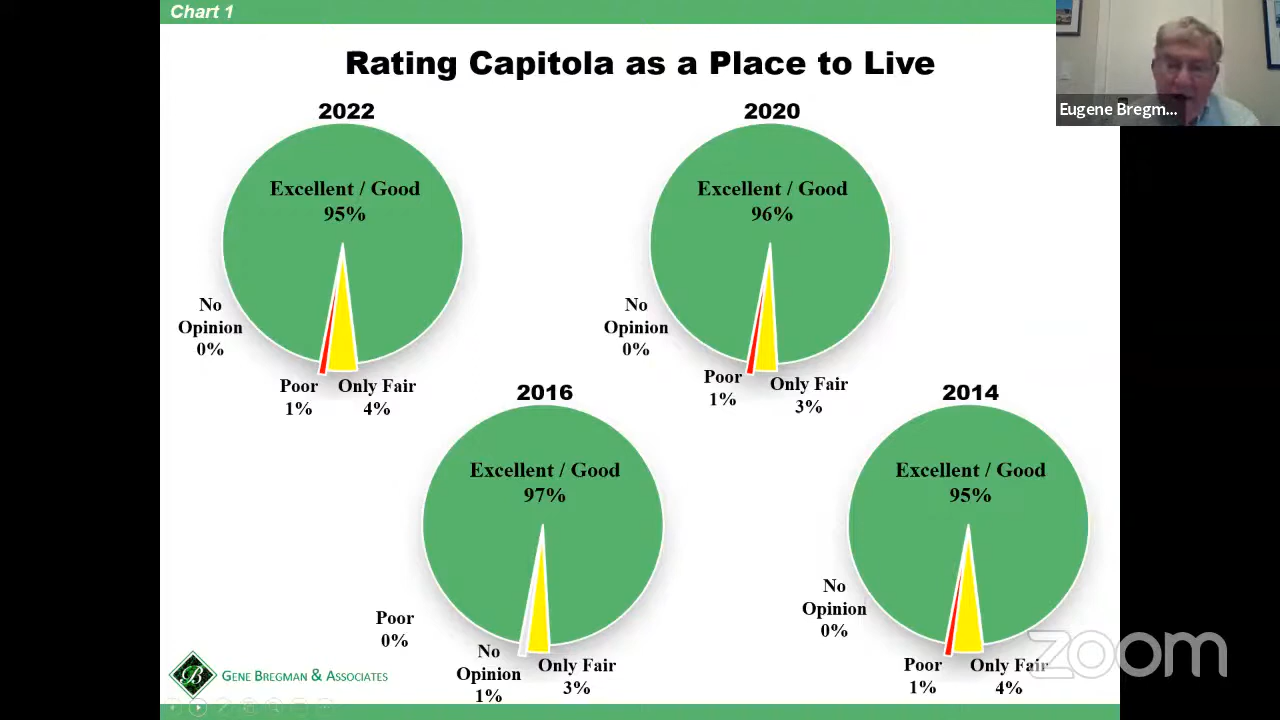 Chart 1
Rating Capitola as a Place to Live
Eugene Bregm...
2022
Excellent / Good
95%
No
Opinion
0%
Poor
1%
Only Fair
4%
2020
Excellent / Good
96%
No
Opinion
0%
Poor
1%
Only Fair
3%
2016
Excellent / Good
97%
Poor
0%
No
Opinion
1%
Only Fair
3%
2014
Excellent / Good
95%
No
Opinion
0%
Poor
1%
Only Fair
4%
B
GENE BREGMAN & ASSOCIATES
zoom